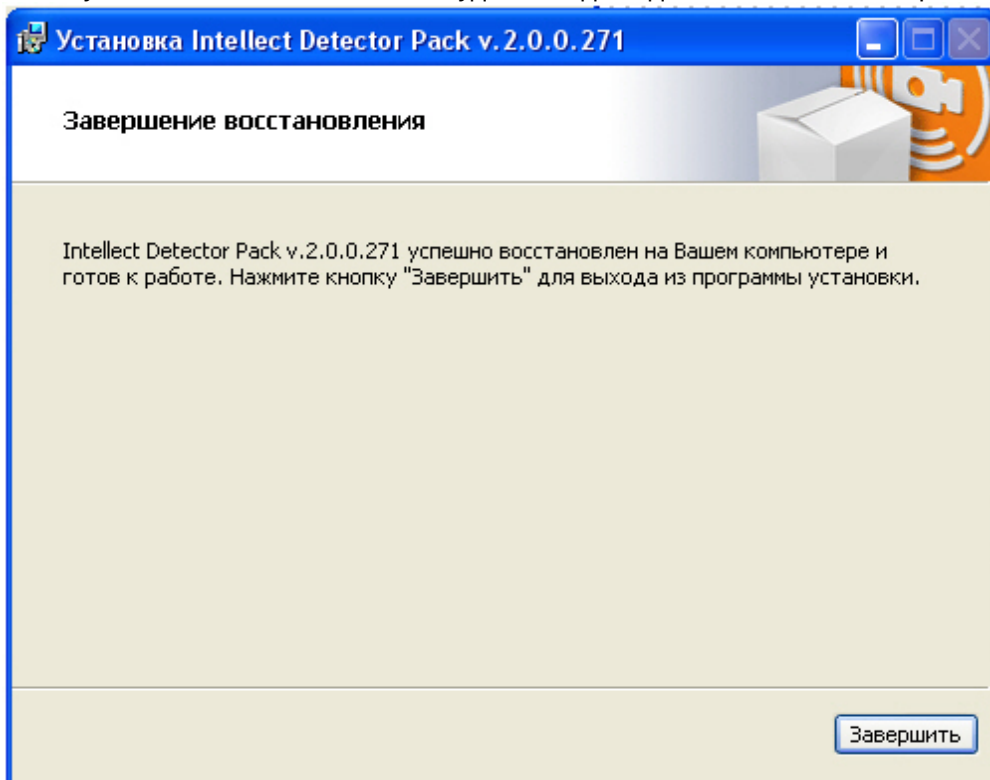 Установка Intellect Detector Pack v.2.0.0.271
Завершение восстановления
Intellect Detector Pack v.2.0.0.271 успешно восстановлен на Вашем компьютере и
готов к работе. Нажмите кнопку "Завершить" для выхода из программы установки.
Завершить